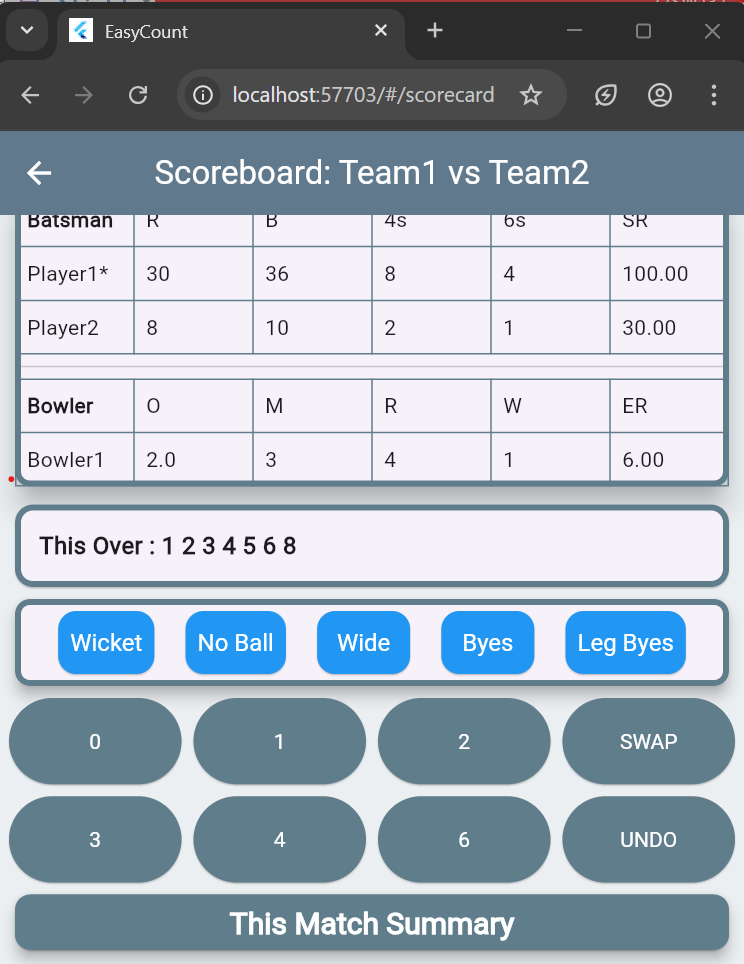 EasyCount
localhost:57703/#/scorecard
Scoreboard: Team1 vs Team2
Batsman R B 4s 6s SR
Player1* 30 36 8 4 100.00
Player2 8 10 2 1 30.00
Bowler O M R W ER
Bowler1 2.0 3 4 1 6.00
This Over : 1 2 3 4 5 6 8
Wicket No Ball Wide Byes Leg Byes
0 1 2 SWAP
3 4 6 UNDO
This Match Summary